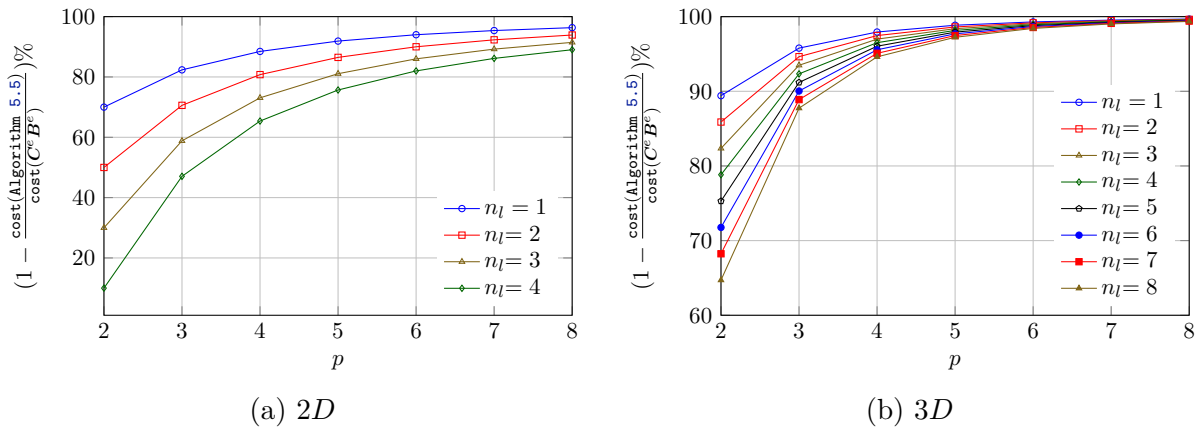 (1 − cost(Algorithm 5.5) / cost(CᵉBᵉ))%
100
80
60
40
20
2 3 4 5 6 7 8
p
n_l = 1
n_l = 2
n_l = 3
n_l = 4
(a) 2D
(1 − cost(Algorithm 5.5) / cost(CᵉBᵉ))%
100
90
80
70
60
2 3 4 5 6 7 8
p
n_l = 1
n_l = 2
n_l = 3
n_l = 4
n_l = 5
n_l = 6
n_l = 7
n_l = 8
(b) 3D